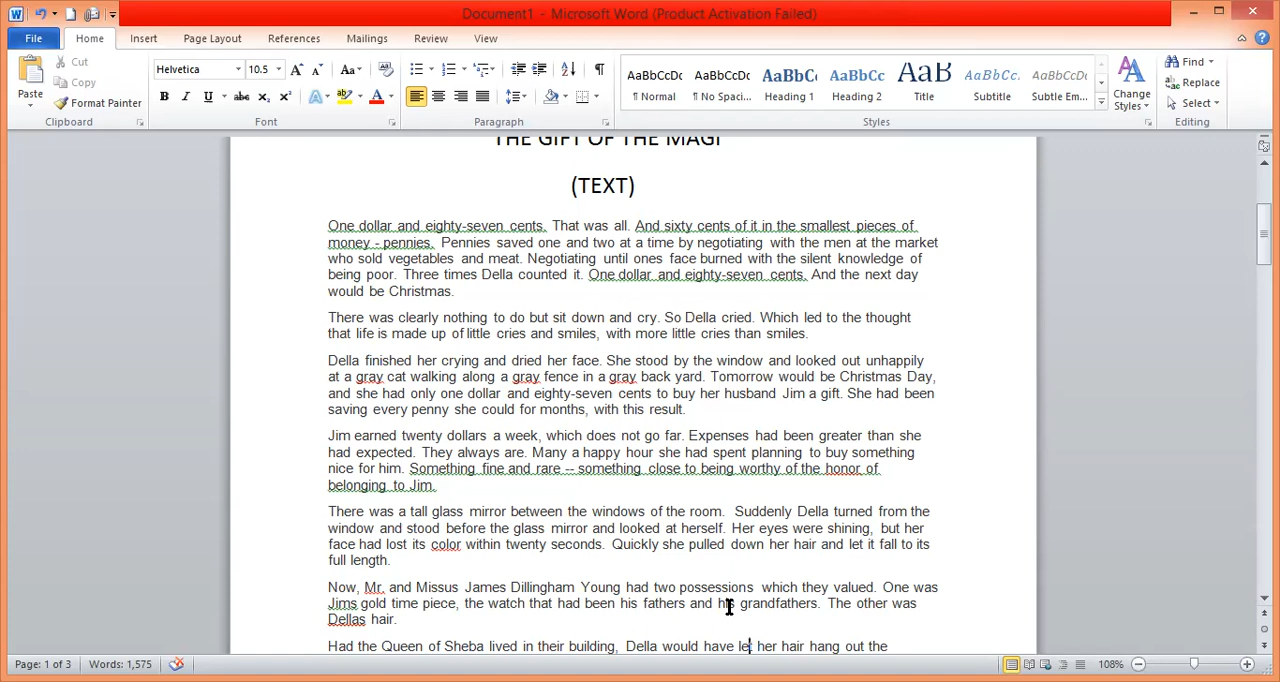 Document1 - Microsoft Word (Product Activation Failed)
File Home Insert Page Layout References Mailings Review View
Paste
Cut
Copy
Format Painter
Clipboard
Helvetica 10.5
Font
Paragraph
AaBbCcDc AaBbCcDc AaBbC AaBbCc AaB AaBbCc. AaBbCcDc
¶ Normal ¶ No Spaci... Heading 1 Heading 2 Title Subtitle Subtle Em...
Styles
Change
Styles
Find
Replace
Select
Editing
THE GIFT OF THE MAGI
(TEXT)
One dollar and eighty-seven cents. That was all. And sixty cents of it in the smallest pieces of
money - pennies. Pennies saved one and two at a time by negotiating with the men at the market
who sold vegetables and meat. Negotiating until ones face burned with the silent knowledge of
being poor. Three times Della counted it. One dollar and eighty-seven cents. And the next day
would be Christmas.
There was clearly nothing to do but sit down and cry. So Della cried. Which led to the thought
that life is made up of little cries and smiles, with more little cries than smiles.
Della finished her crying and dried her face. She stood by the window and looked out unhappily
at a gray cat walking along a gray fence in a gray back yard. Tomorrow would be Christmas Day,
and she had only one dollar and eighty-seven cents to buy her husband Jim a gift. She had been
saving every penny she could for months, with this result.
Jim earned twenty dollars a week, which does not go far. Expenses had been greater than she
had expected. They always are. Many a happy hour she had spent planning to buy something
nice for him. Something fine and rare -- something close to being worthy of the honor of
belonging to Jim.
There was a tall glass mirror between the windows of the room. Suddenly Della turned from the
window and stood before the glass mirror and looked at herself. Her eyes were shining, but her
face had lost its color within twenty seconds. Quickly she pulled down her hair and let it fall to its
full length.
Now, Mr. and Missus James Dillingham Young had two possessions which they valued. One was
Jims gold time piece, the watch that had been his fathers and his grandfathers. The other was
Dellas hair.
Had the Queen of Sheba lived in their building, Della would have let her hair hang out the
Page: 1 of 3 Words: 1,575 108%